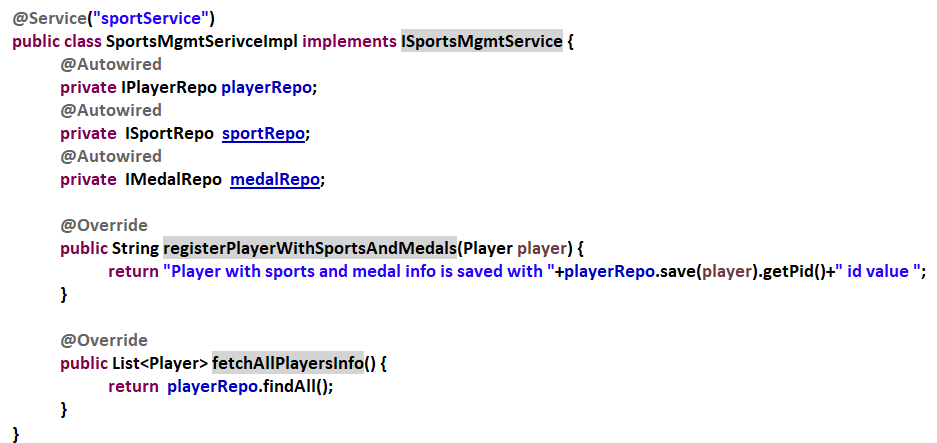 @Service("sportService")
public class SportsMgmtSerivceImpl implements ISportsMgmtService {
@Autowired
private IPlayerRepo playerRepo;
@Autowired
private ISportRepo sportRepo;
@Autowired
private IMedalRepo medalRepo;
@Override
public String registerPlayerWithSportsAndMedals(Player player) {
return "Player with sports and medal info is saved with "+playerRepo.save(player).getPid()+" id value ";
}
@Override
public List<Player> fetchAllPlayersInfo() {
return playerRepo.findAll();
}
}